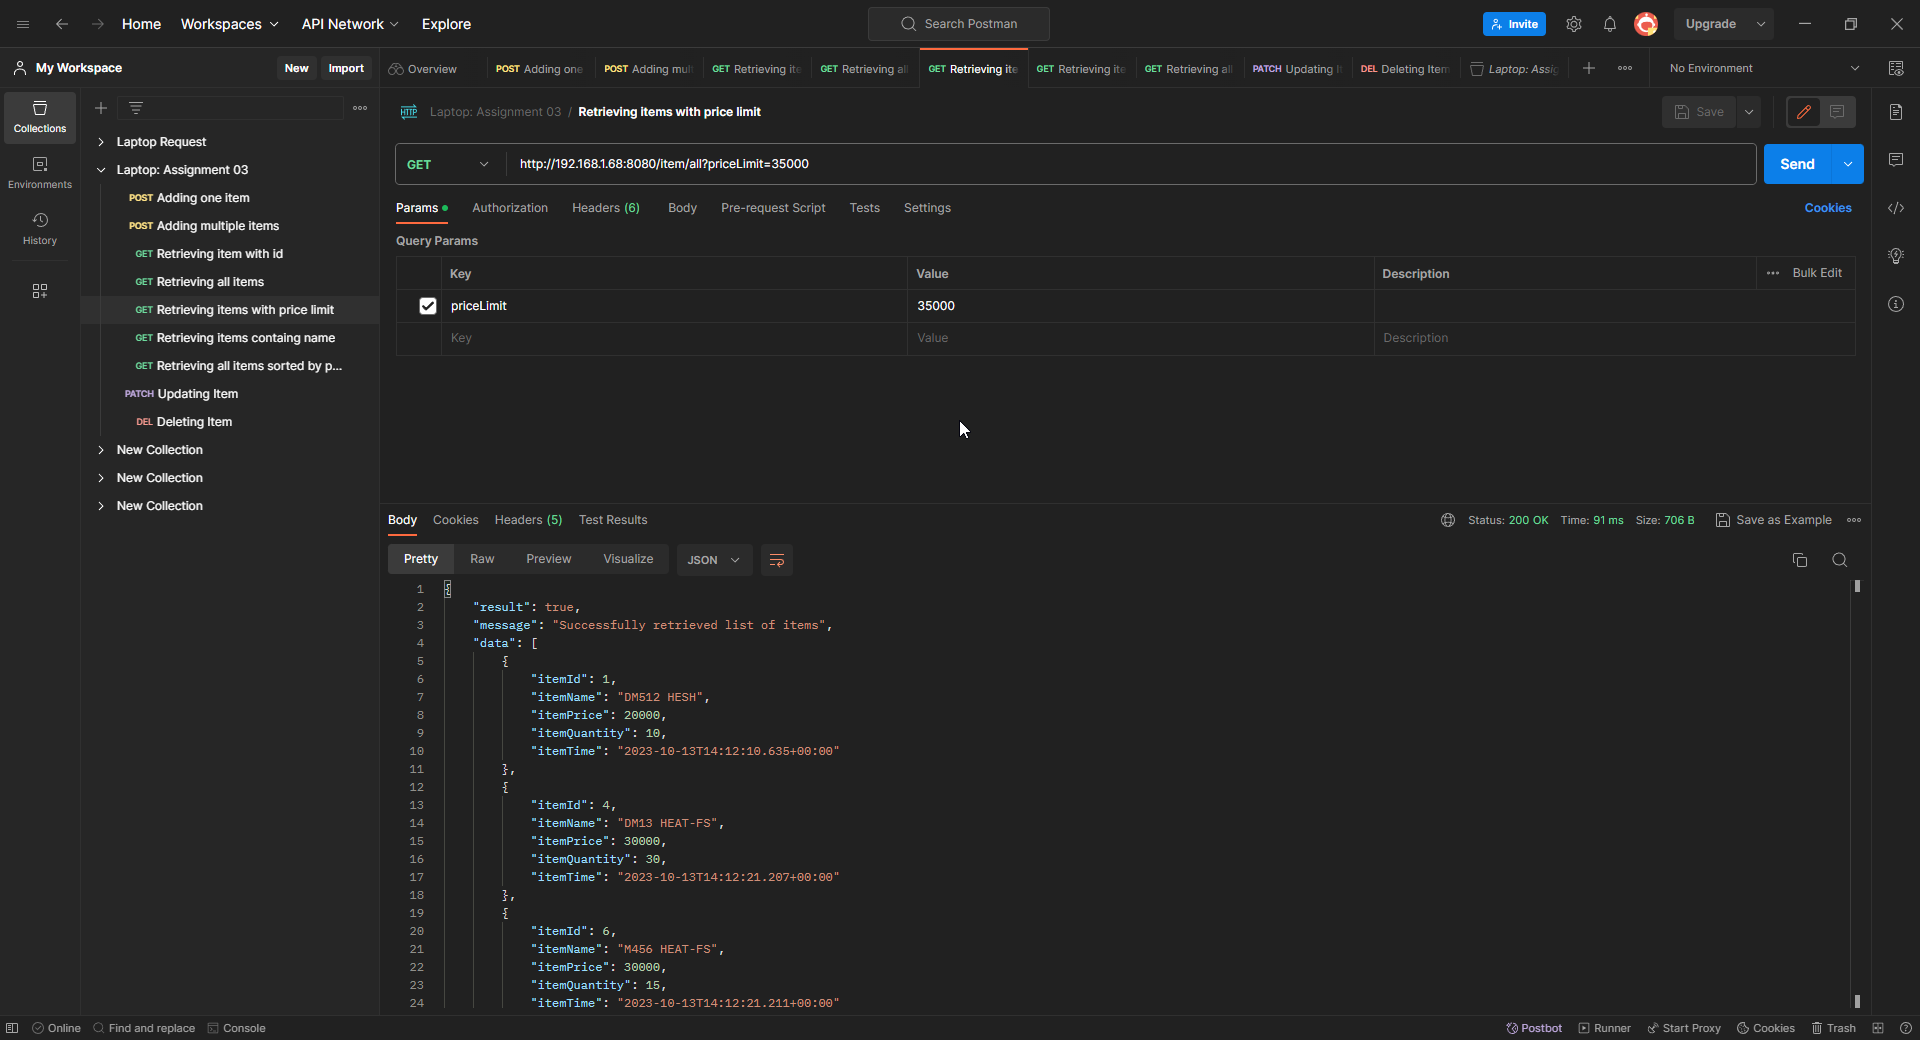 Home Workspaces API Network Explore Search Postman Invite Upgrade
My Workspace New Import Overview POST Adding one POST Adding mul GET Retrieving ite GET Retrieving al GET Retrieving ite GET Retrieving ite GET Retrieving al PATCH Updating I DEL Deleting Item Laptop: Assig No Environment
Collections
Environments
History
Laptop Request
Laptop: Assignment 03
POST Adding one item
POST Adding multiple items
GET Retrieving item with id
GET Retrieving all items
GET Retrieving items with price limit
GET Retrieving items containg name
GET Retrieving all items sorted by p...
PATCH Updating Item
DEL Deleting Item
New Collection
New Collection
New Collection
HTTP Laptop: Assignment 03 / Retrieving items with price limit Save
GET http://192.168.1.68:8080/item/all?priceLimit=35000 Send
Params Authorization Headers (6) Body Pre-request Script Tests Settings Cookies
Query Params
Key Value Description Bulk Edit
priceLimit 35000
Key Value Description
Body Cookies Headers (5) Test Results Status: 200 OK Time: 91 ms Size: 706 B Save as Example
Pretty Raw Preview Visualize JSON
1 {
2 "result": true,
3 "message": "Successfully retrieved list of items",
4 "data": [
5 {
6 "itemId": 1,
7 "itemName": "DM512 HESH",
8 "itemPrice": 20000,
9 "itemQuantity": 10,
10 "itemTime": "2023-10-13T14:12:10.635+00:00"
11 },
12 {
13 "itemId": 4,
14 "itemName": "DM13 HEAT-FS",
15 "itemPrice": 30000,
16 "itemQuantity": 30,
17 "itemTime": "2023-10-13T14:12:21.207+00:00"
18 },
19 {
20 "itemId": 6,
21 "itemName": "M456 HEAT-FS",
22 "itemPrice": 30000,
23 "itemQuantity": 15,
24 "itemTime": "2023-10-13T14:12:21.211+00:00"
Online Find and replace Console Postbot Runner Start Proxy Cookies Trash